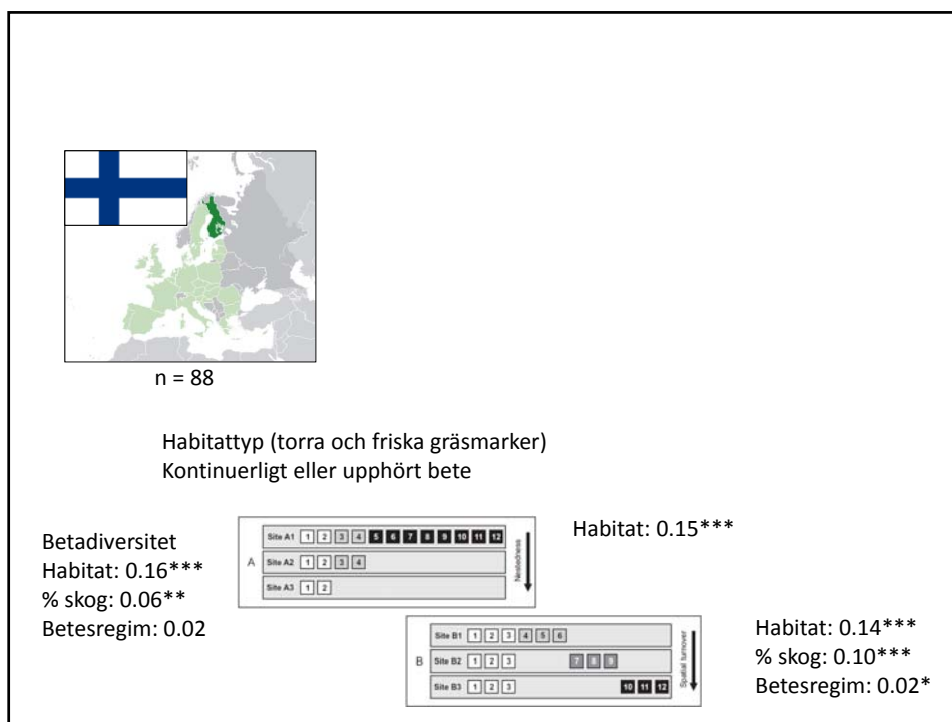 n = 88
Habitattyp (torra och friska gräsmarker)
Kontinuerligt eller upphört bete
Betadiversitet
Habitat: 0.16***
% skog: 0.06**
Betesregim: 0.02
A
Site A1 1 2 3 4 5 6 7 8 9 10 11 12
Site A2 1 2 3 4
Site A3 1 2
Nestedness
Habitat: 0.15***
B
Site B1 1 2 3 4 5 6
Site B2 1 2 3 7 8 9
Site B3 1 2 3 10 11 12
Spatial turnover
Habitat: 0.14***
% skog: 0.10***
Betesregim: 0.02*